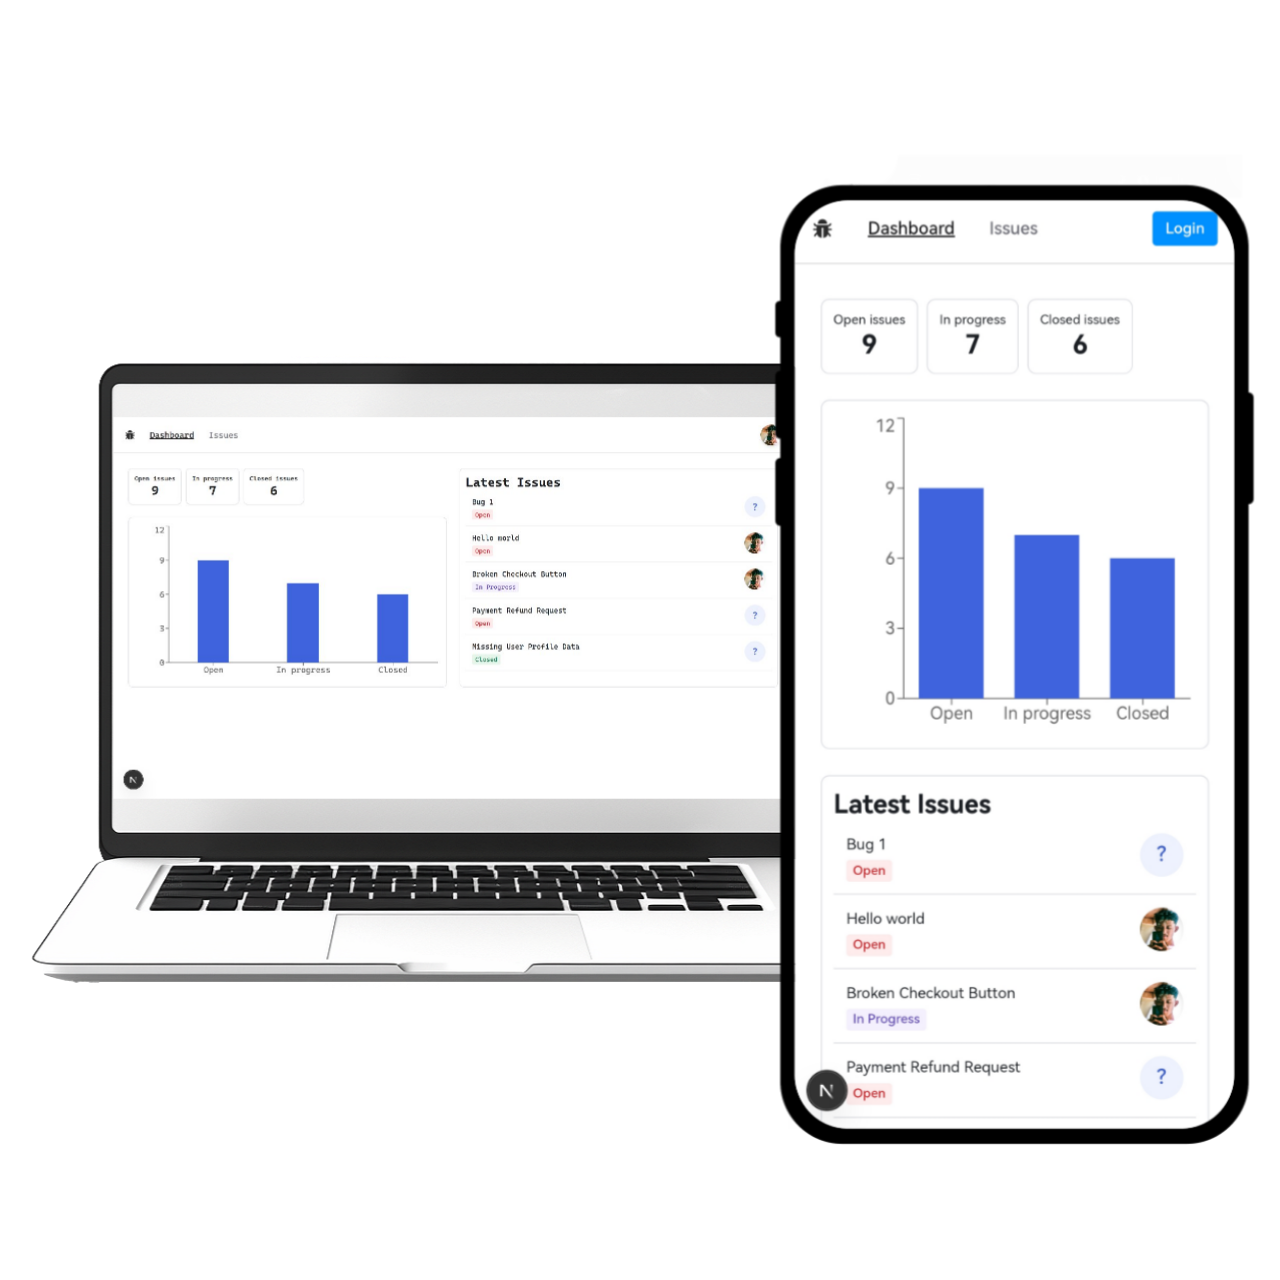 Dashboard Issues
Open issues In progress Closed issues
9 7 6
12
9
6
3
0
Open In progress Closed
Latest Issues
Bug 1
Open
?
Hello world
Open
Broken Checkout Button
In Progress
Payment Refund Request
Open
?
Missing User Profile Data
Closed
?
N
Dashboard Issues Login
Open issues In progress Closed issues
9 7 6
12
9
6
3
0
Open In progress Closed
Latest Issues
Bug 1
Open
?
Hello world
Open
Broken Checkout Button
In Progress
Payment Refund Request
Open
?
N